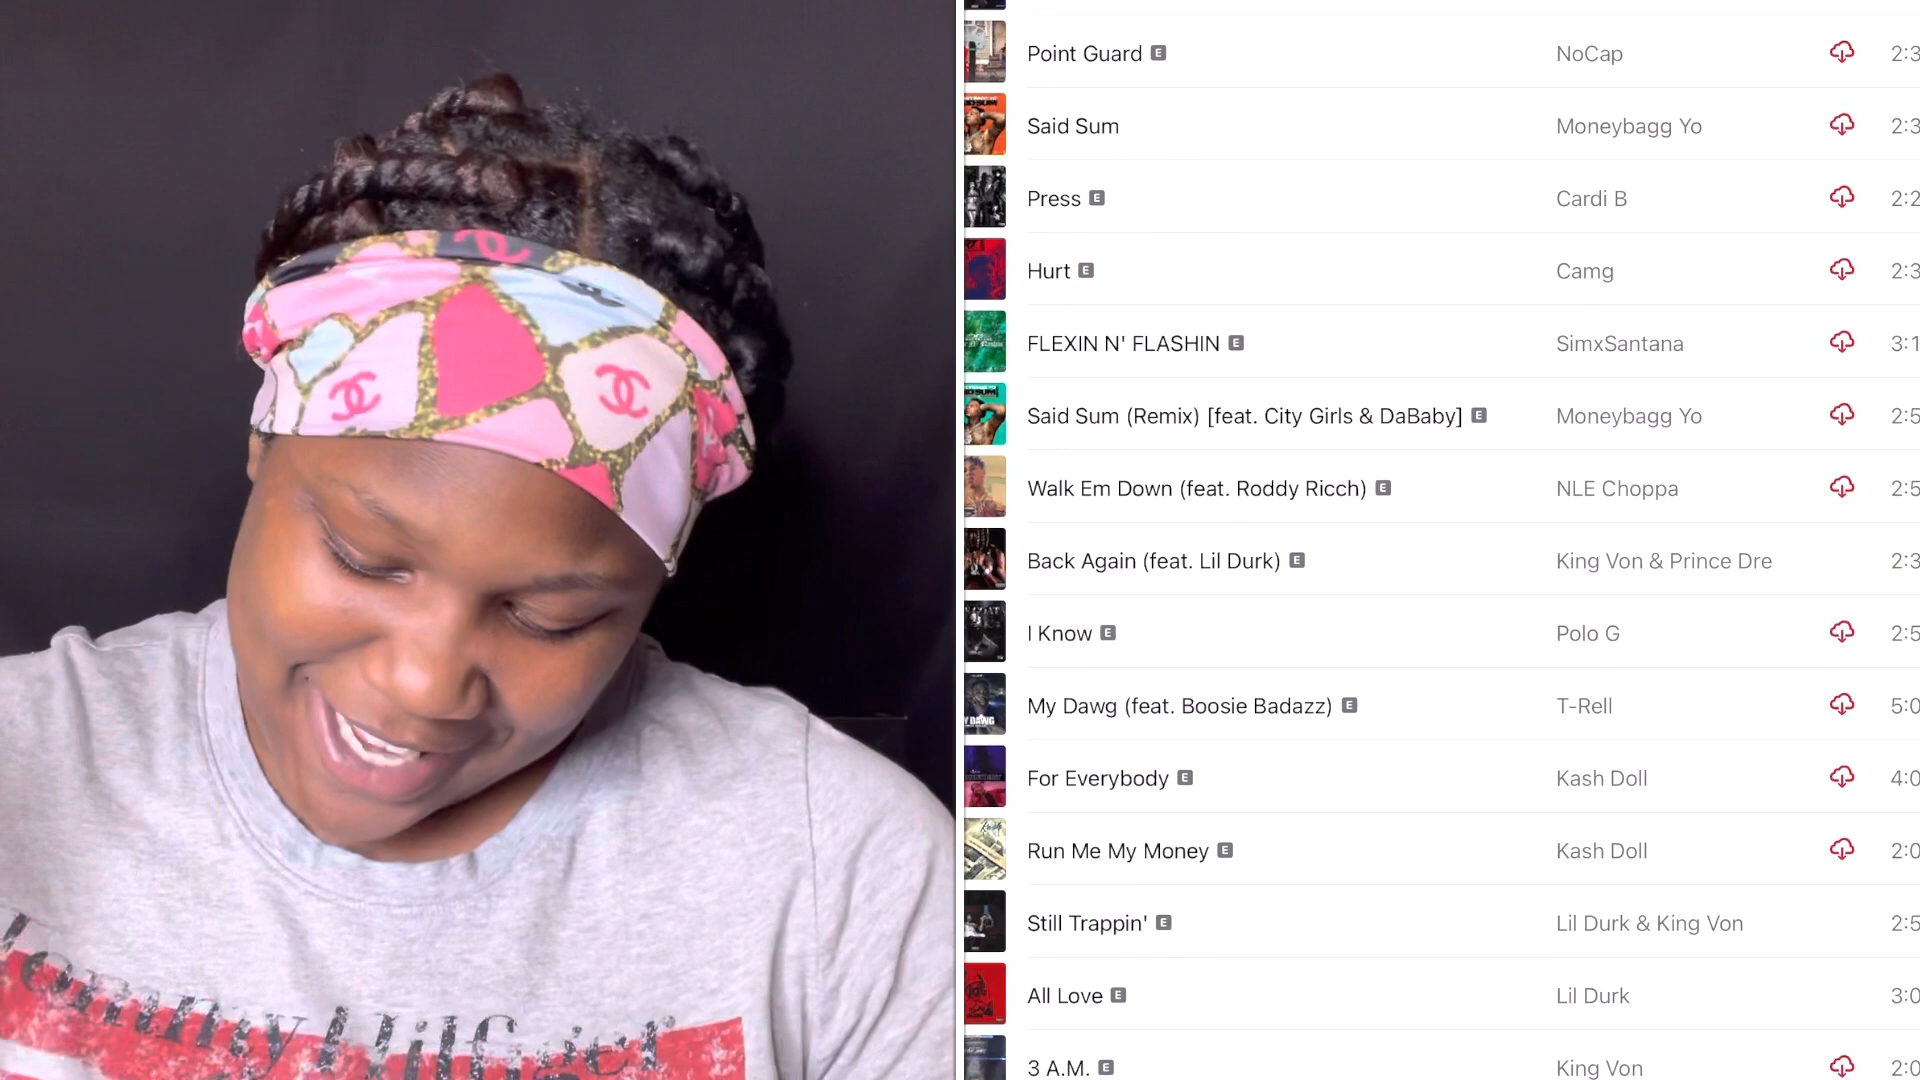 Tommy Hilfiger
Point Guard E NoCap 2:3
Said Sum Moneybagg Yo 2:3
Press E Cardi B 2:2
Hurt E Camg 2:3
FLEXIN N' FLASHIN E SimxSantana 3:1
Said Sum (Remix) [feat. City Girls & DaBaby] E Moneybagg Yo 2:5
Walk Em Down (feat. Roddy Ricch) E NLE Choppa 2:5
Back Again (feat. Lil Durk) E King Von & Prince Dre 2:3
I Know E Polo G 2:5
My Dawg (feat. Boosie Badazz) E T-Rell 5:0
For Everybody E Kash Doll 4:0
Run Me My Money E Kash Doll 2:0
Still Trappin' E Lil Durk & King Von 2:5
All Love E Lil Durk 3:0
3 A.M. E King Von 2:0